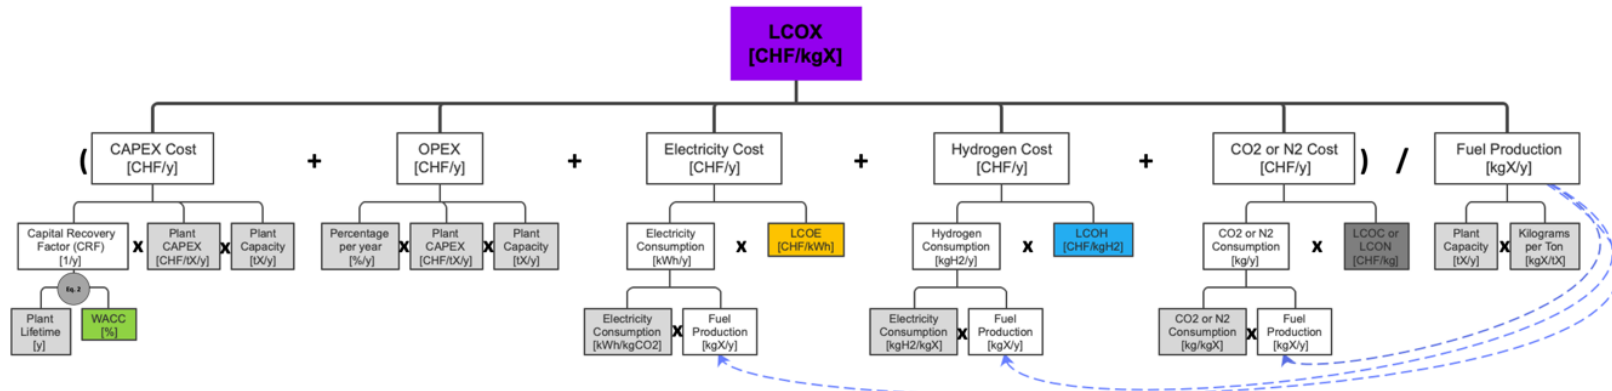 LCOX
[CHF/kgX]
(
CAPEX Cost
[CHF/y]
+
OPEX
[CHF/y]
+
Electricity Cost
[CHF/y]
+
Hydrogen Cost
[CHF/y]
+
CO2 or N2 Cost
[CHF/y]
)
/
Fuel Production
[kgX/y]
Capital Recovery
Factor (CRF)
[1/y]
x
Plant
CAPEX
[CHF/tX/y]
x
Plant
Capacity
[tX/y]
Percentage
per year
[%/y]
x
Plant
CAPEX
[CHF/tX/y]
x
Plant
Capacity
[tX/y]
Electricity
Consumption
[kWh/y]
x
LCOE
[CHF/kWh]
Hydrogen
Consumption
[kgH2/y]
x
LCOH
[CHF/kgH2]
CO2 or N2
Consumption
[kg/y]
x
LCOC or
LCON
[CHF/kg]
Plant
Capacity
[tX/y]
x
Kilograms
per Ton
[kgX/tX]
Eq. 2
Plant
Lifetime
[y]
WACC
[%]
Electricity
Consumption
[kWh/kgCO2]
x
Fuel
Production
[kgX/y]
Electricity
Consumption
[kgH2/kgX]
x
Fuel
Production
[kgX/y]
CO2 or N2
Consumption
[kg/kgX]
x
Fuel
Production
[kgX/y]